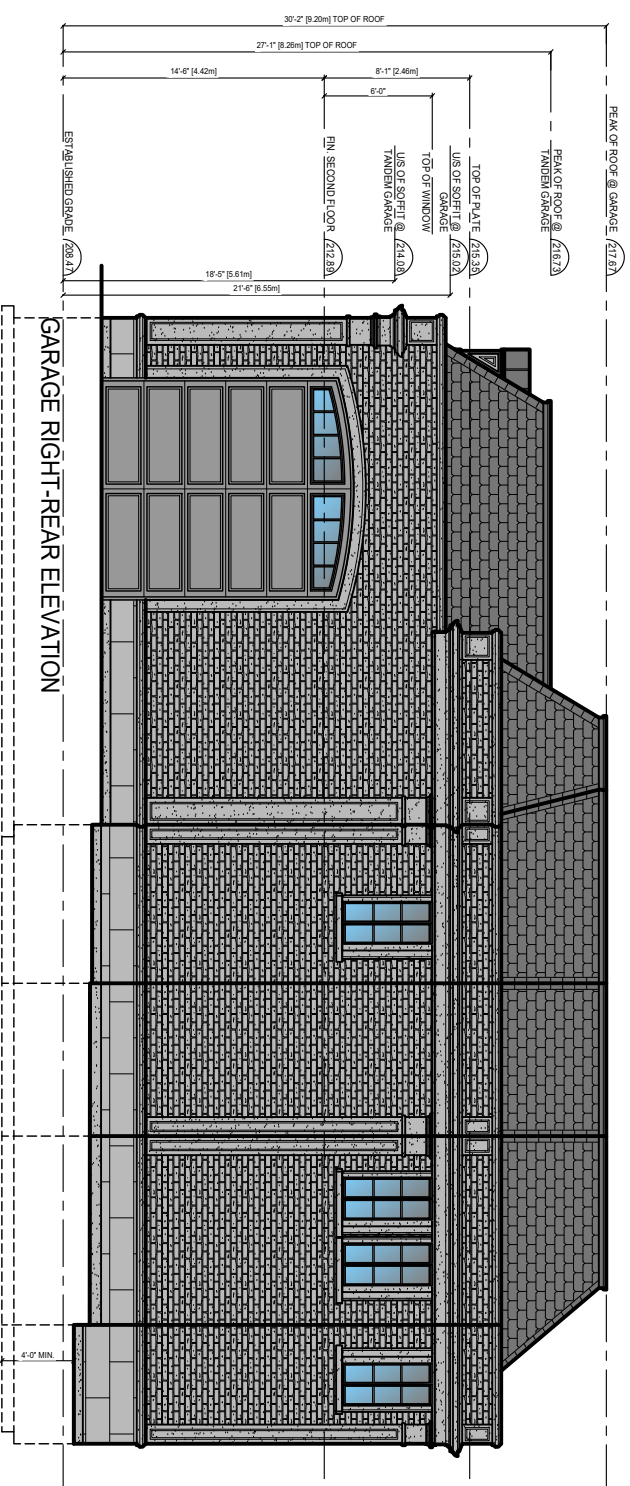 30'-2" [9.20m] TOP OF ROOF
27'-1" [8.26m] TOP OF ROOF
14'-6" [4.42m]
8'-1" [2.46m]
6'-0"
PEAK OF ROOF @ GARAGE 217.67
PEAK OF ROOF @
TANDEM GARAGE 216.73
TOP OF PLATE 215.35
U/S OF SOFFIT @
GARAGE 215.02
TOP OF WINDOW
U/S OF SOFFIT @
TANDEM GARAGE 214.08
FIN. SECOND FLOOR 212.89
ESTABLISHED GRADE 208.47
18'-5" [5.61m]
21'-6" [6.55m]
4'-0" MIN.
GARAGE RIGHT-REAR ELEVATION